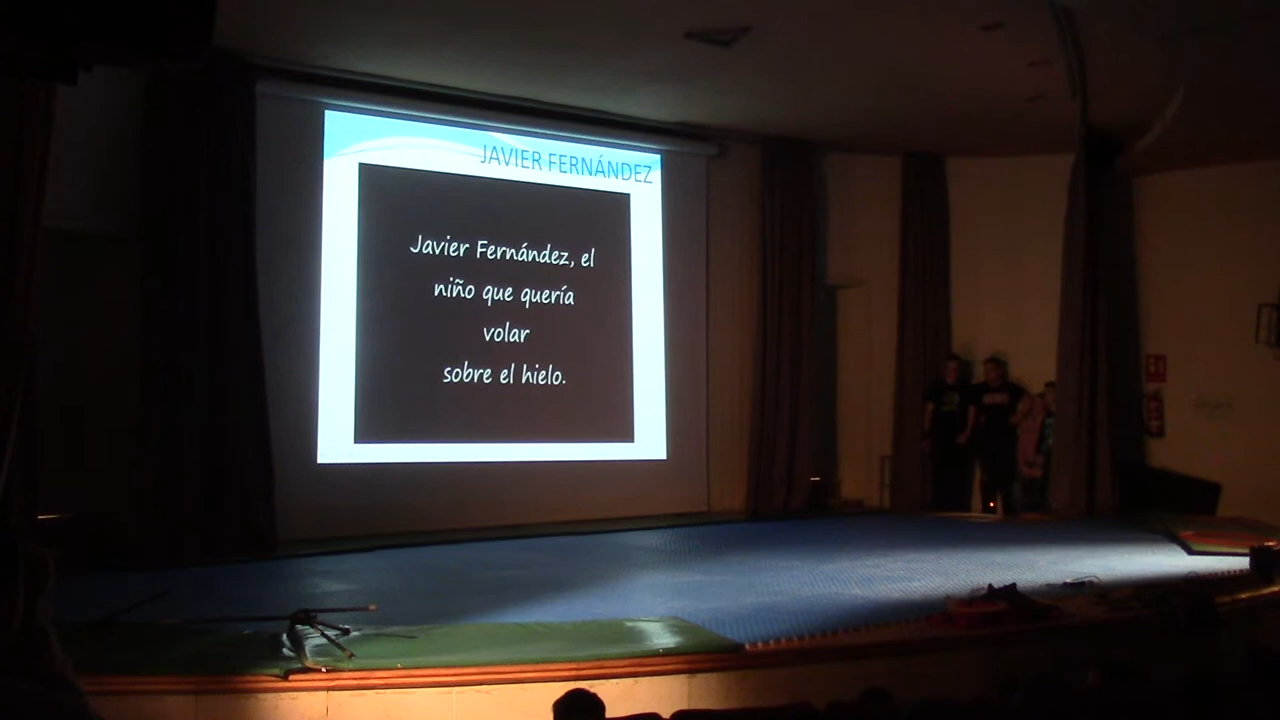 JAVIER FERNÁNDEZ
Javier Fernández, el
niño que quería
volar
sobre el hielo.